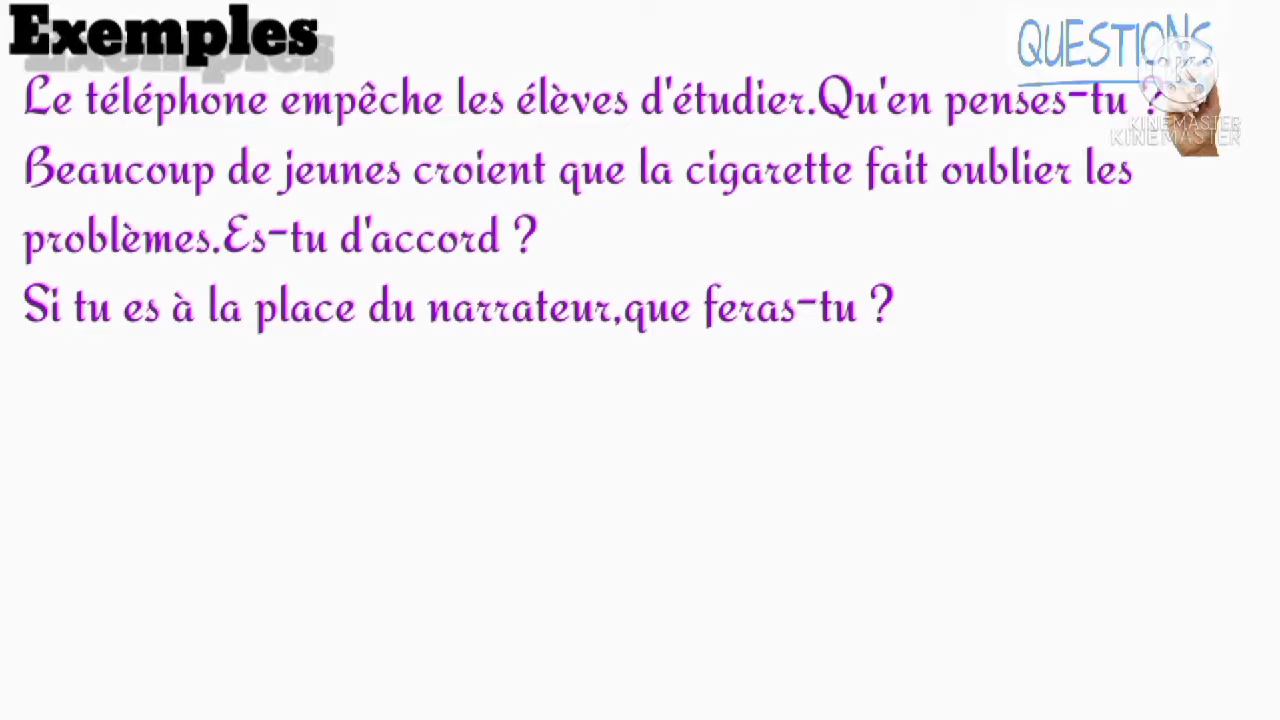 Exemples
QUESTIONS
Le téléphone empêche les élèves d'étudier.Qu'en penses-tu ?
Beaucoup de jeunes croient que la cigarette fait oublier les
problèmes.Es-tu d'accord ?
Si tu es à la place du narrateur,que feras-tu ?
K
KINEMASTER
KINEMASTER